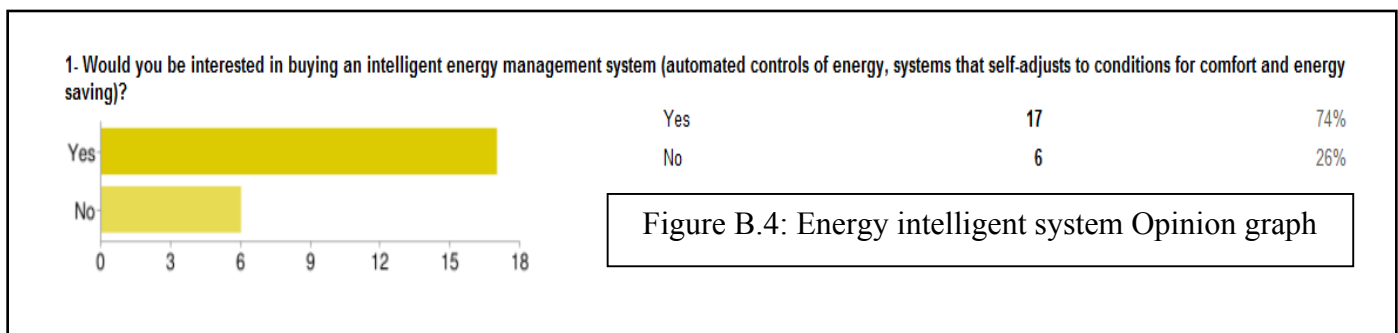 1- Would you be interested in buying an intelligent energy management system (automated controls of energy, systems that self-adjusts to conditions for comfort and energy
saving)?
Yes 17 74%
No 6 26%
Yes
No
0 3 6 9 12 15 18
Figure B.4: Energy intelligent system Opinion graph